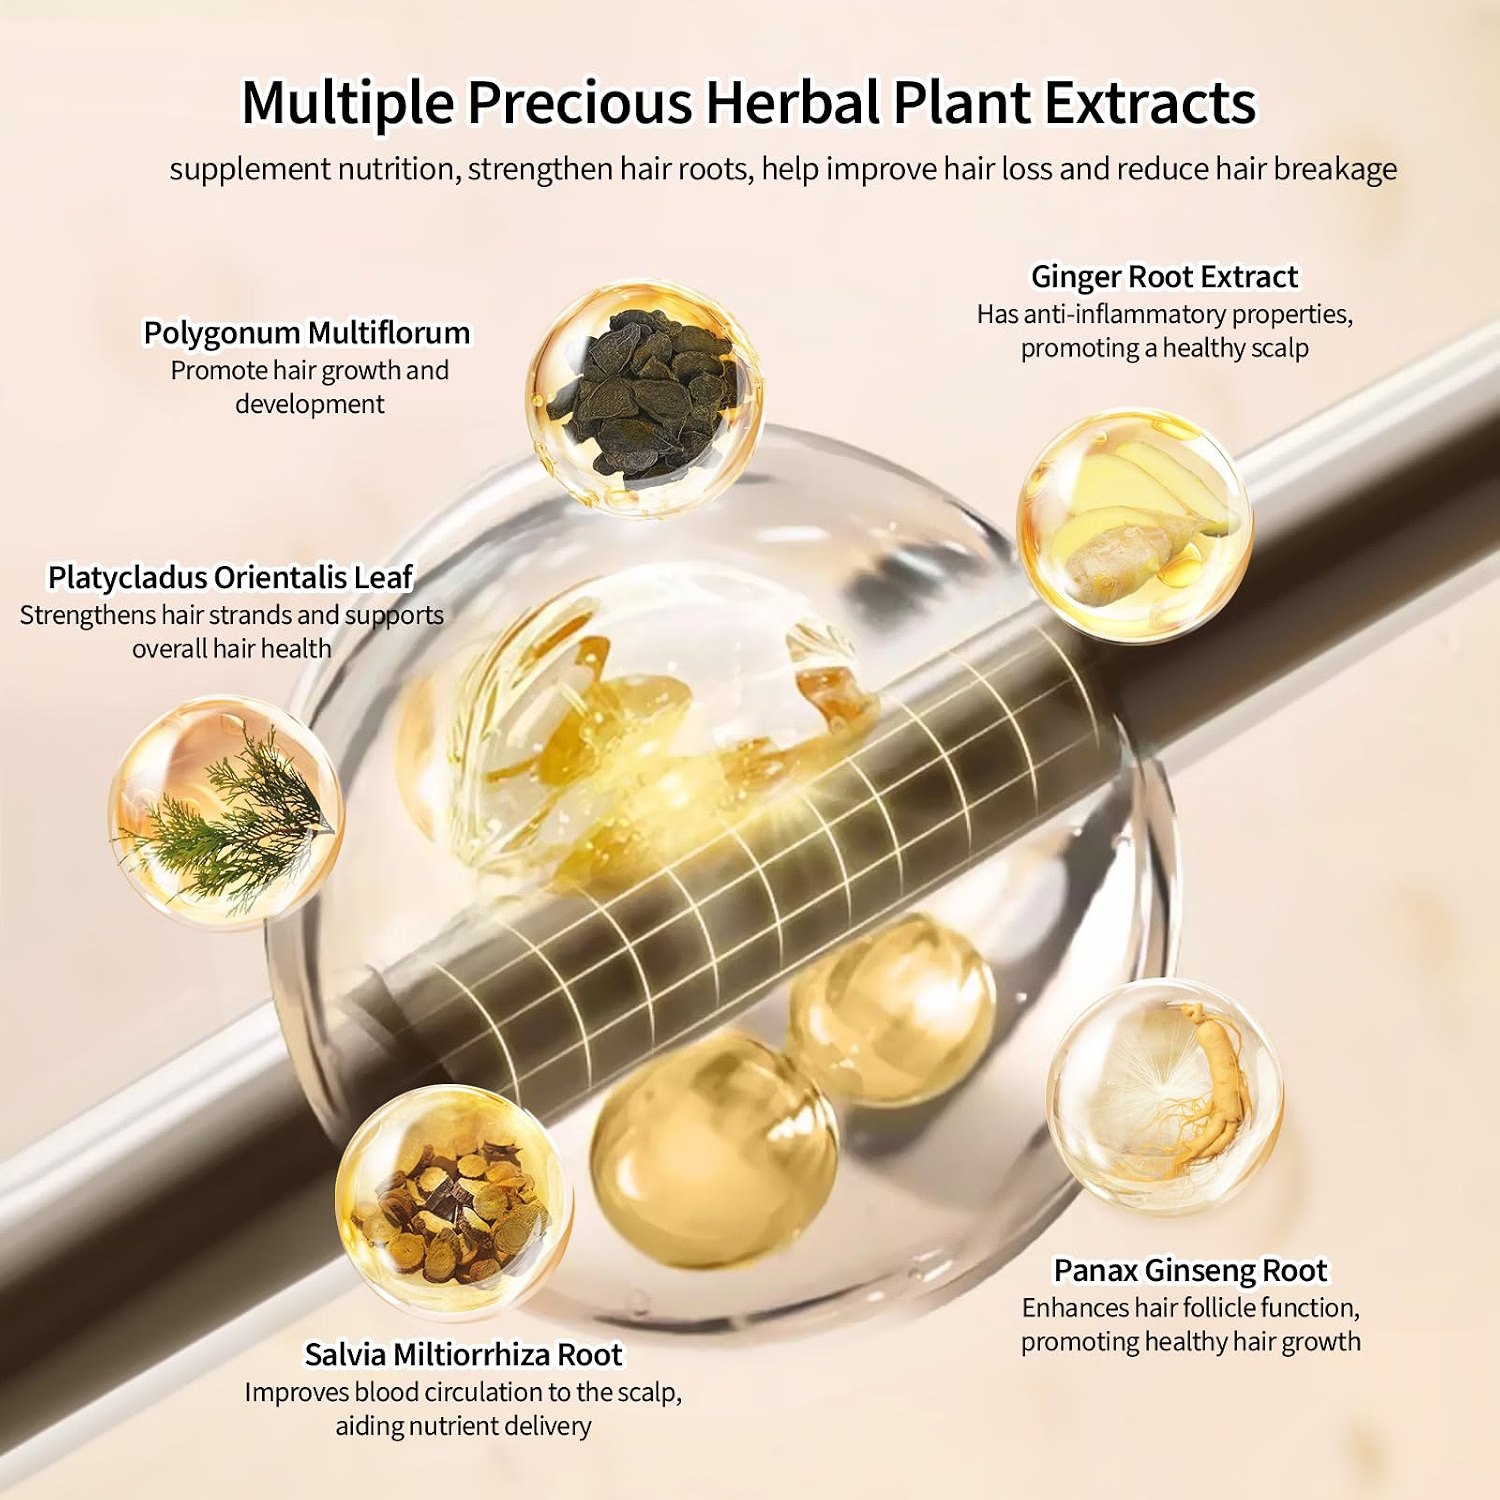 Multiple Precious Herbal Plant Extracts
supplement nutrition, strengthen hair roots, help improve hair loss and reduce hair breakage
Ginger Root Extract
Has anti-inflammatory properties,
promoting a healthy scalp
Polygonum Multiflorum
Promote hair growth and
development
Platycladus Orientalis Leaf
Strengthens hair strands and supports
overall hair health
Panax Ginseng Root
Enhances hair follicle function,
promoting healthy hair growth
Salvia Miltiorrhiza Root
Improves blood circulation to the scalp,
aiding nutrient delivery